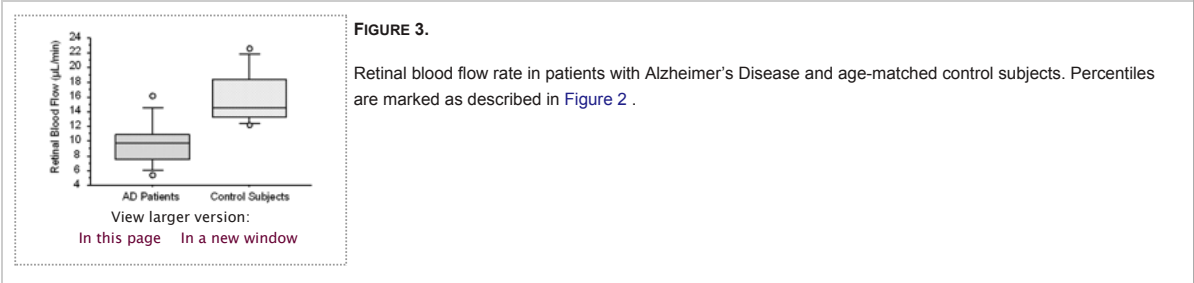 24
22
20
18
16
14
12
10
8
6
4
Retinal Blood Flow (µL/min)
AD Patients Control Subjects
View larger version:
In this page In a new window
FIGURE 3.
Retinal blood flow rate in patients with Alzheimer's Disease and age-matched control subjects. Percentiles
are marked as described in Figure 2 .